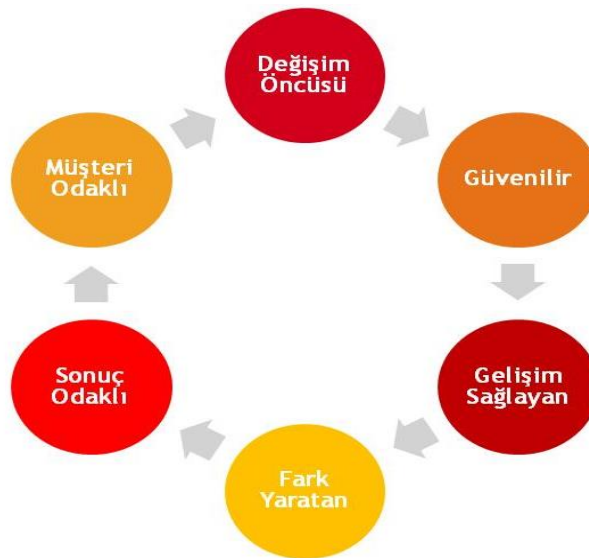 Değişim
Öncüsü
Güvenilir
Gelişim
Sağlayan
Fark
Yaratan
Sonuç
Odaklı
Müşteri
Odaklı